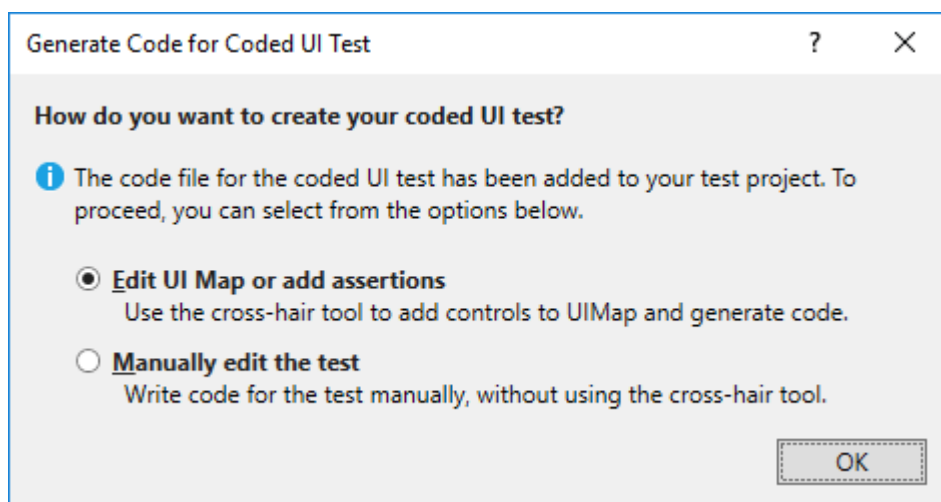 Generate Code for Coded UI Test
How do you want to create your coded UI test?
The code file for the coded UI test has been added to your test project. To
proceed, you can select from the options below.
Edit UI Map or add assertions
Use the cross-hair tool to add controls to UIMap and generate code.
Manually edit the test
Write code for the test manually, without using the cross-hair tool.
OK